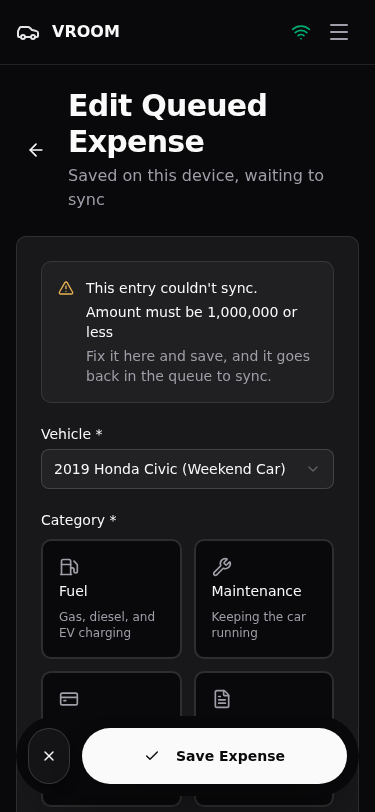 VROOM
Edit Queued
Expense
Saved on this device, waiting to
sync
This entry couldn't sync.
Amount must be 1,000,000 or
less
Fix it here and save, and it goes
back in the queue to sync.
Vehicle *
2019 Honda Civic (Weekend Car)
Category *
Fuel
Gas, diesel, and
EV charging
Maintenance
Keeping the car
running
Save Expense